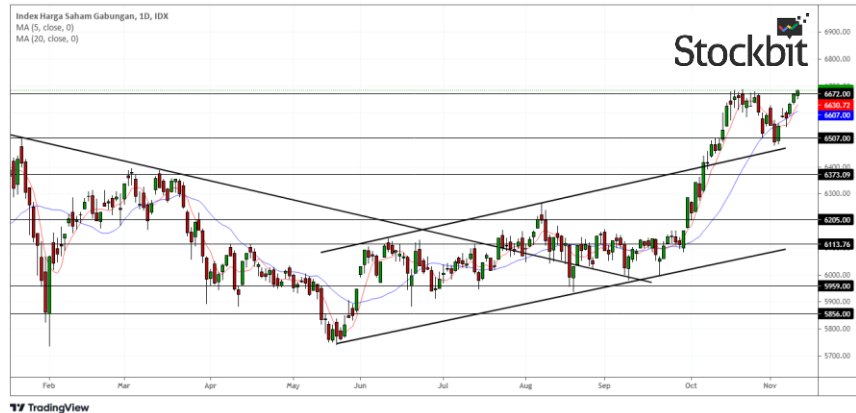 Index Harga Saham Gabungan, 1D, IDX
MA (5, close, 0)
MA (20, close, 0)
Stockbit
6900.00
6672.00
6630.72
6607.00
6507.00
6400.00
6373.09
6300.00
6205.00
6113.76
6000.00
5959.00
5900.00
5856.00
5800.00
5700.00
Feb Mar Apr May Jun Jul Aug Sep Oct Nov
TradingView